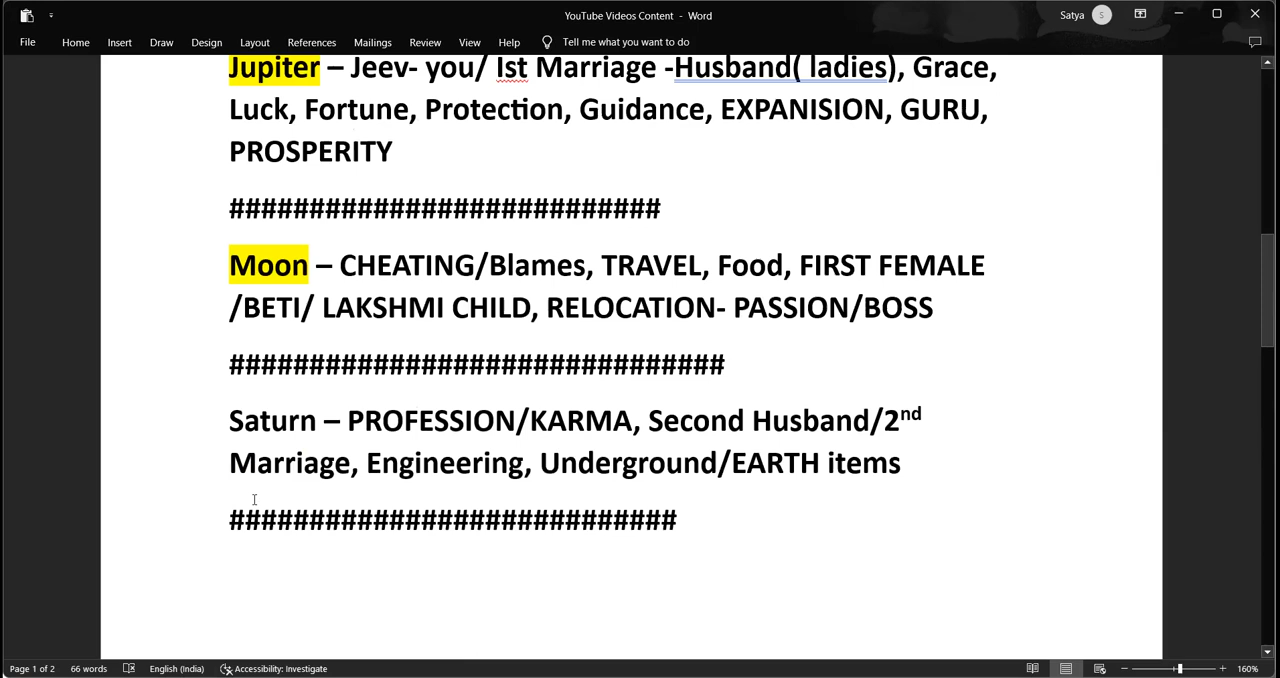 YouTube Videos Content - Word
Satya S
File Home Insert Draw Design Layout References Mailings Review View Help Tell me what you want to do
Jupiter – Jeev- you/ Ist Marriage -Husband( ladies), Grace,
Luck, Fortune, Protection, Guidance, EXPANISION, GURU,
PROSPERITY
###########################
Moon – CHEATING/Blames, TRAVEL, Food, FIRST FEMALE
/BETI/ LAKSHMI CHILD, RELOCATION- PASSION/BOSS
###############################
Saturn – PROFESSION/KARMA, Second Husband/2nd
Marriage, Engineering, Underground/EARTH items
############################
Page 1 of 2 66 words English (India) Accessibility: Investigate 160%